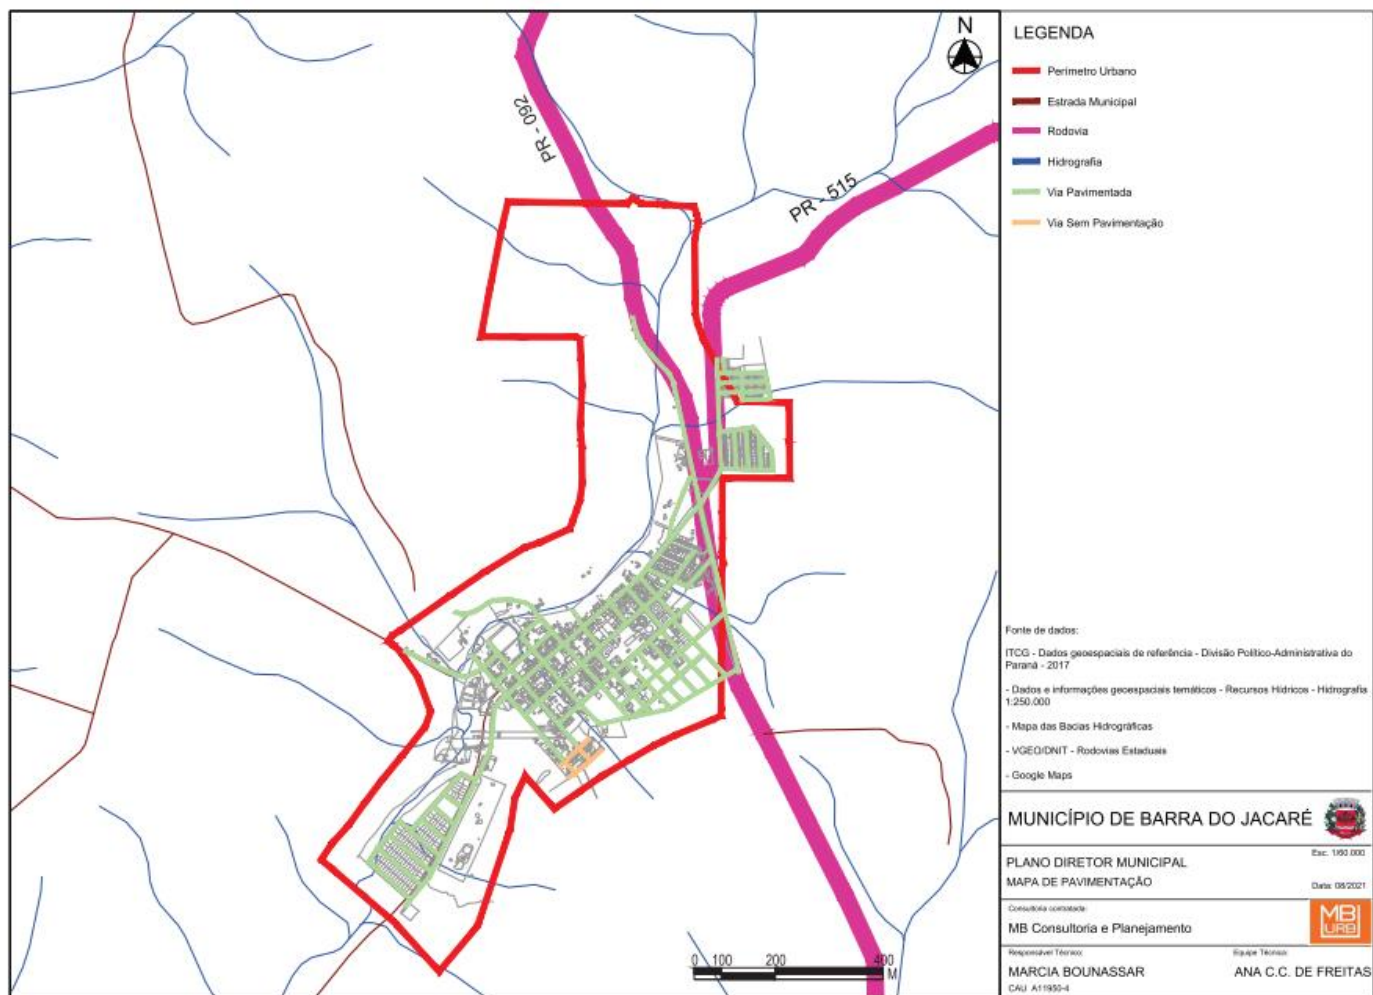 N
PR - 092
PR - 515
0 100 200 400
M
LEGENDA
Perímetro Urbano
Estrada Municipal
Rodovia
Hidrografia
Via Pavimentada
Via Sem Pavimentação
Fonte de dados:
ITCG - Dados geoespaciais de referência - Divisão Político-Administrativa do
Paraná - 2017
- Dados e informações geoespaciais temáticos - Recursos Hídricos - Hidrografia
1:250.000
- Mapa das Bacias Hidrográficas
- VGEO/DNIT - Rodovias Estaduais
- Google Maps
MUNICÍPIO DE BARRA DO JACARÉ
Esc. 1/60.000
PLANO DIRETOR MUNICIPAL
MAPA DE PAVIMENTAÇÃO
Data: 08/2021
Consultoria contratada:
MB Consultoria e Planejamento
MB
URB
Responsável Técnico:
Equipe Técnica:
MARCIA BOUNASSAR
ANA C.C. DE FREITAS
CAU A11950-4